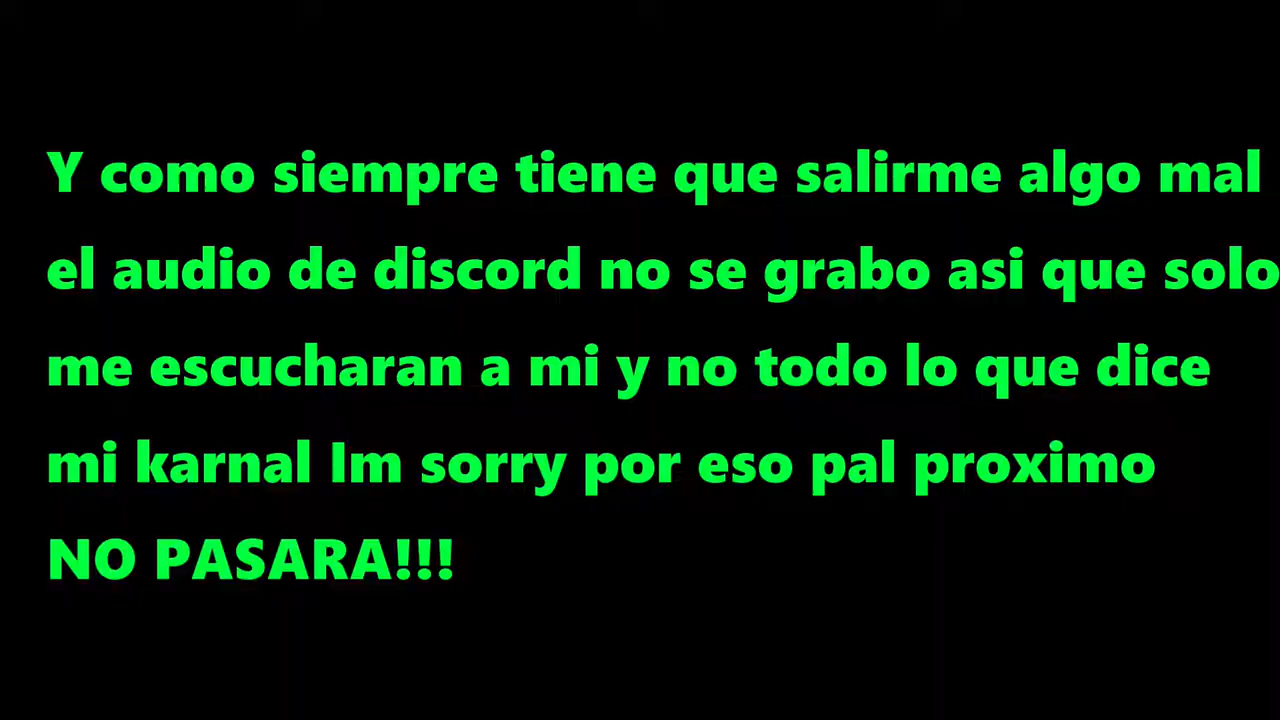 Y como siempre tiene que salirme algo mal
el audio de discord no se grabo asi que solo
me escucharan a mi y no todo lo que dice
mi karnal Im sorry por eso pal proximo
NO PASARA!!!